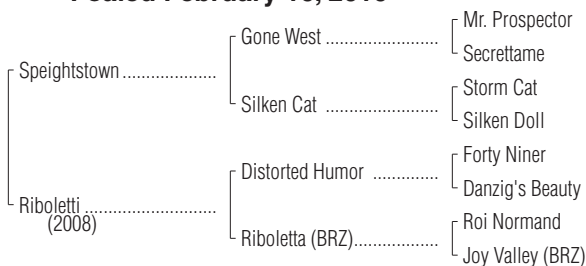 Foaled February
Mr. Prospector
Gone West
Secrettame
Speightstown
Storm Cat
Silken Cat
Silken Doll
Forty Niner
Distorted Humor
Danzig's Beauty
Riboletti
(2008)
Roi Normand
Riboletta (BRZ)
Joy Valley (BRZ)